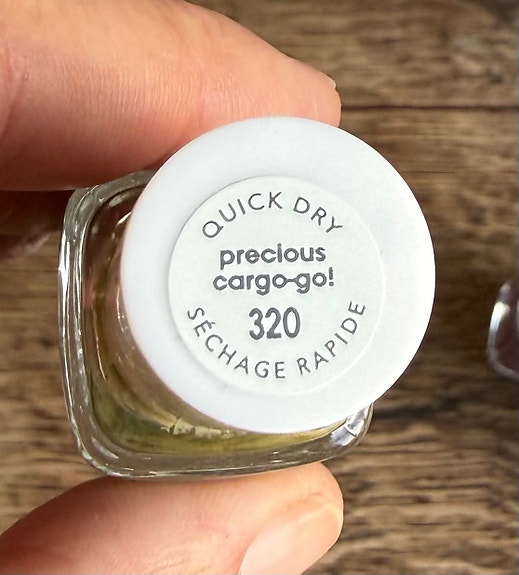 QUICK DRY
precious
cargo-go!
320
SÉCHAGE RAPIDE